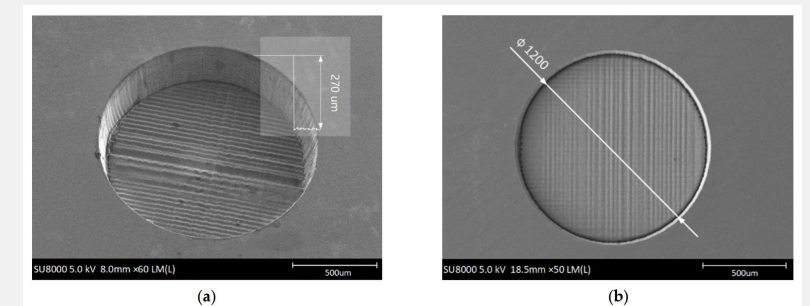 270 um
Φ 1200
SU8000 5.0 kV 8.0mm ×60 LM(L)
500um
SU8000 5.0 kV 18.5mm ×50 LM(L)
500um
(a)
(b)